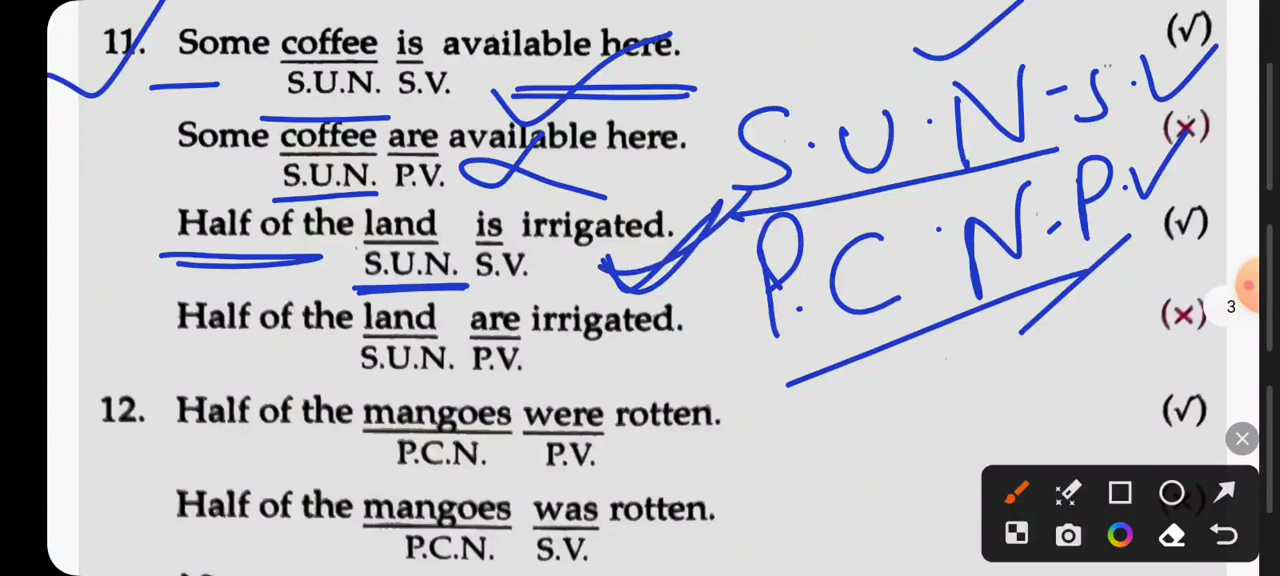 11. Some coffee is available here. (√)
S.U.N. S.V.
Some coffee are available here. (×)
S.U.N. P.V.
Half of the land is irrigated. (√)
S.U.N. S.V.
Half of the land are irrigated. (×)
S.U.N. P.V.
12. Half of the mangoes were rotten. (√)
P.C.N. P.V.
Half of the mangoes was rotten. (×)
P.C.N. S.V.
S.U.N-S.V
P.C.N-P.V
3